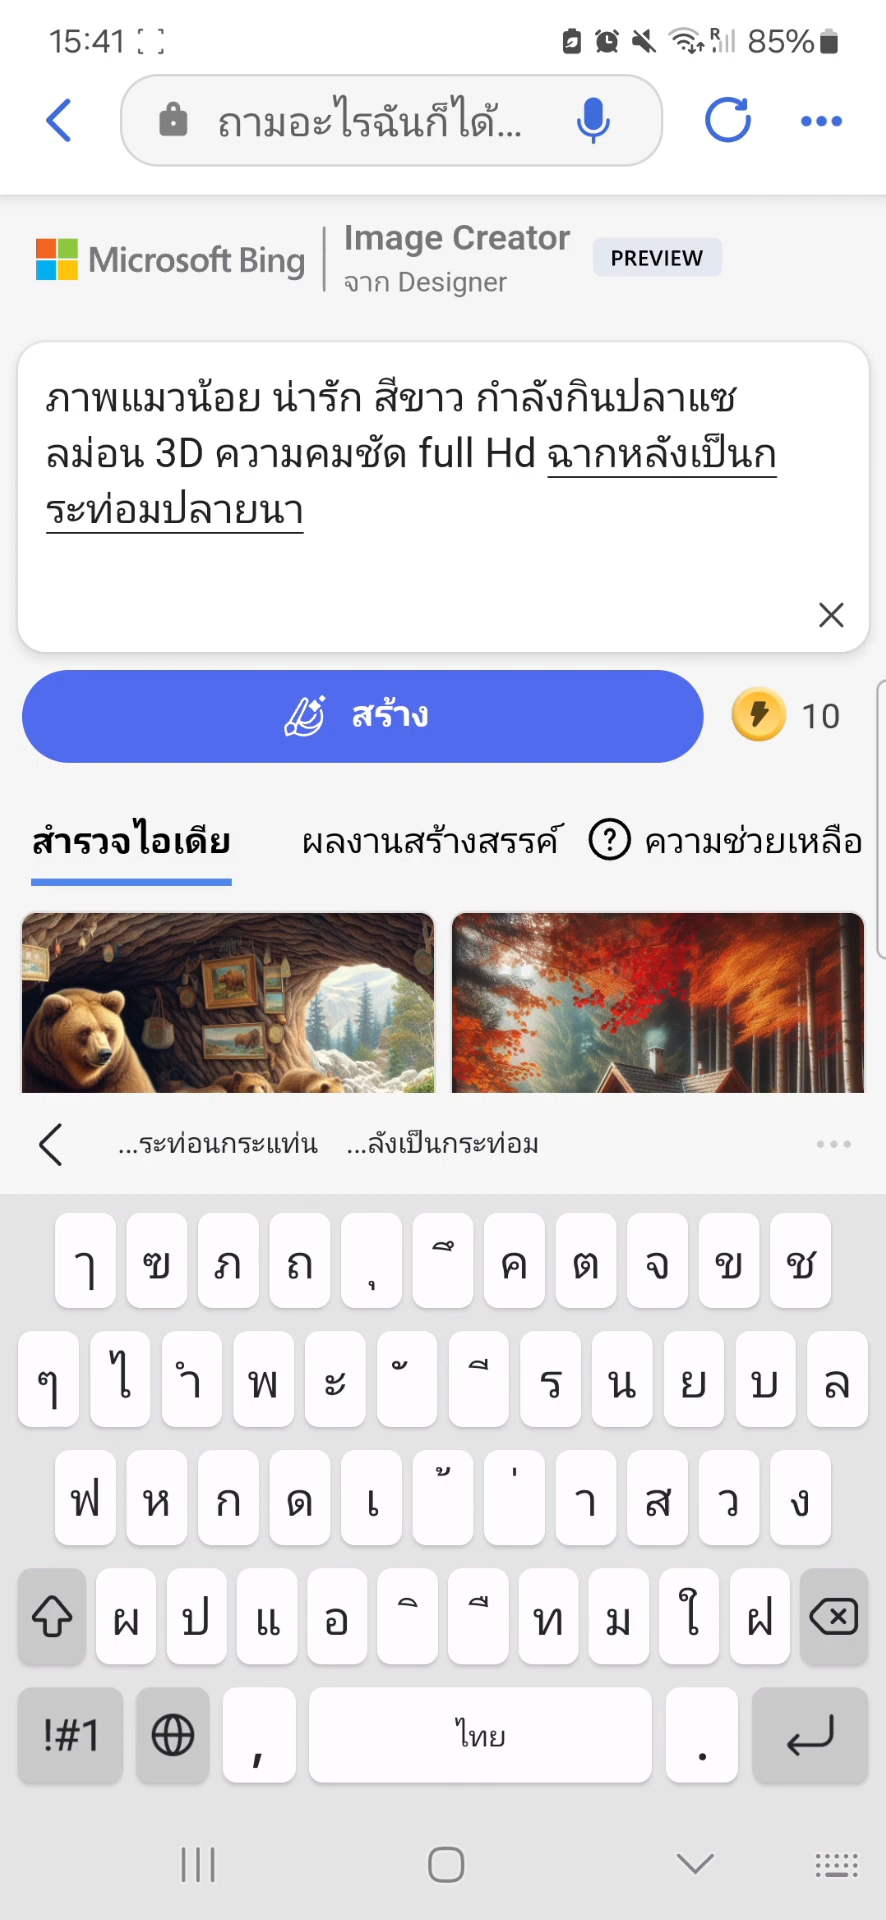 15:41
R
85%
ถามอะไรฉันก็ได้...
Microsoft Bing
Image Creator
จาก Designer
PREVIEW
ภาพแมวน้อย น่ารัก สีขาว กำลังกินปลาแซ
ลม่อน 3D ความคมชัด full Hd ฉากหลังเป็นก
ระท่อมปลายนา
สร้าง
10
สำรวจไอเดีย
ผลงานสร้างสรรค์
? ความช่วยเหลือ
...ระท่อนกระแท่น ...ลังเป็นกระท่อม
ๅ ฃ ภ ถ ุ ึ ค ต จ ข ช
ๆ ไ ำ พ ะ ั ี ร น ย บ ล
ฟ ห ก ด เ ้ ่ า ส ว ง
ผ ป แ อ ิ ื ท ม ใ ฝ
!#1 , ไทย .